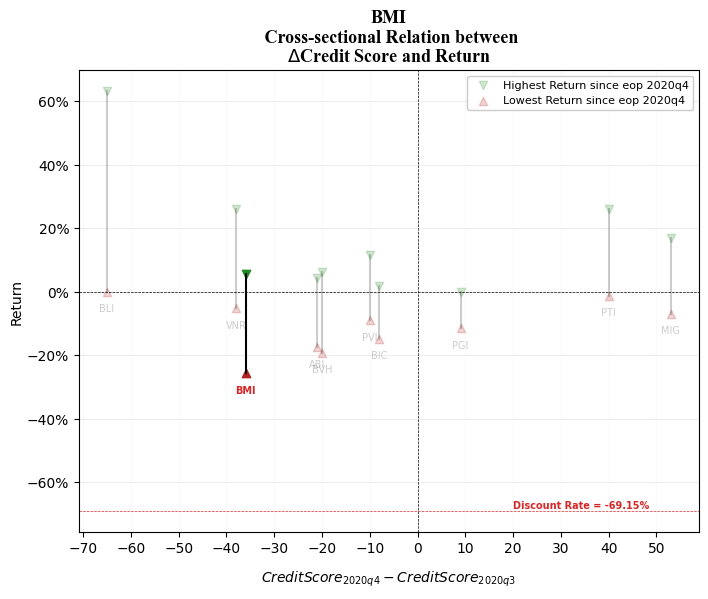 BMI
Cross-sectional Relation between
ΔCredit Score and Return
Highest Return since eop 2020q4
Lowest Return since eop 2020q4
60%
40%
20%
0%
−20%
−40%
−60%
Return
BLI
VNR
BMI
ABI
BVH
PVI
BIC
PGI
PTI
MIG
Discount Rate = -69.15%
−70
−60
−50
−40
−30
−20
−10
0
10
20
30
40
50
CreditScore2020q4 − CreditScore2020q3